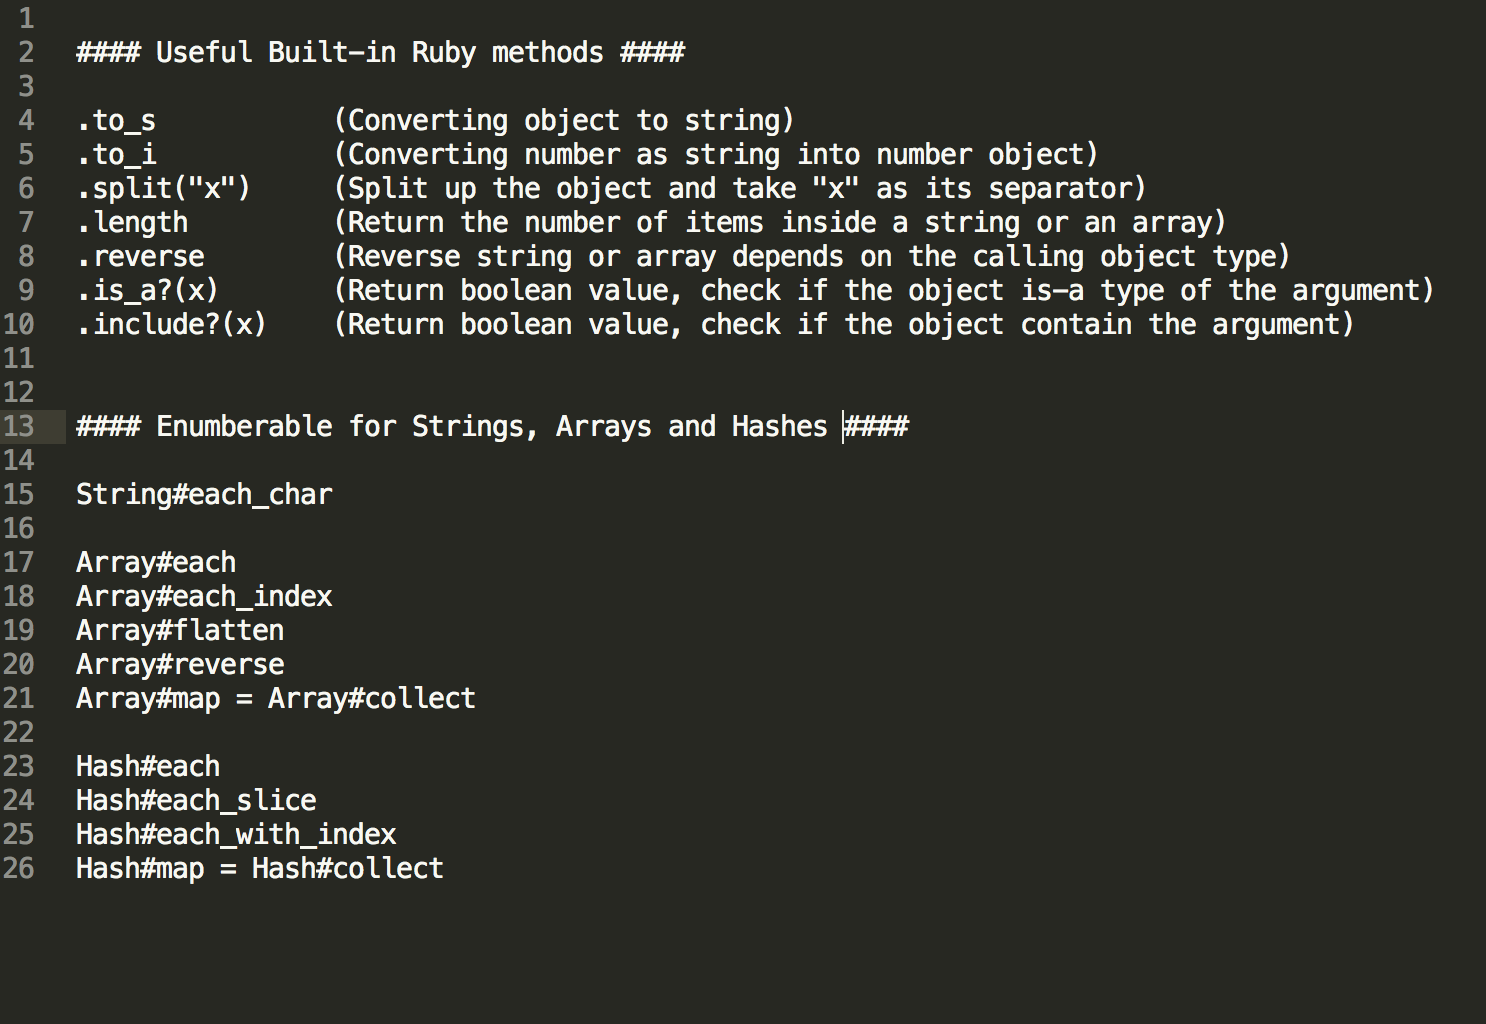 1
2 #### Useful Built-in Ruby methods ####
3
4 .to_s (Converting object to string)
5 .to_i (Converting number as string into number object)
6 .split("x") (Split up the object and take "x" as its separator)
7 .length (Return the number of items inside a string or an array)
8 .reverse (Reverse string or array depends on the calling object type)
9 .is_a?(x) (Return boolean value, check if the object is-a type of the argument)
10 .include?(x) (Return boolean value, check if the object contain the argument)
11
12
13 #### Enumberable for Strings, Arrays and Hashes ####
14
15 String#each_char
16
17 Array#each
18 Array#each_index
19 Array#flatten
20 Array#reverse
21 Array#map = Array#collect
22
23 Hash#each
24 Hash#each_slice
25 Hash#each_with_index
26 Hash#map = Hash#collect